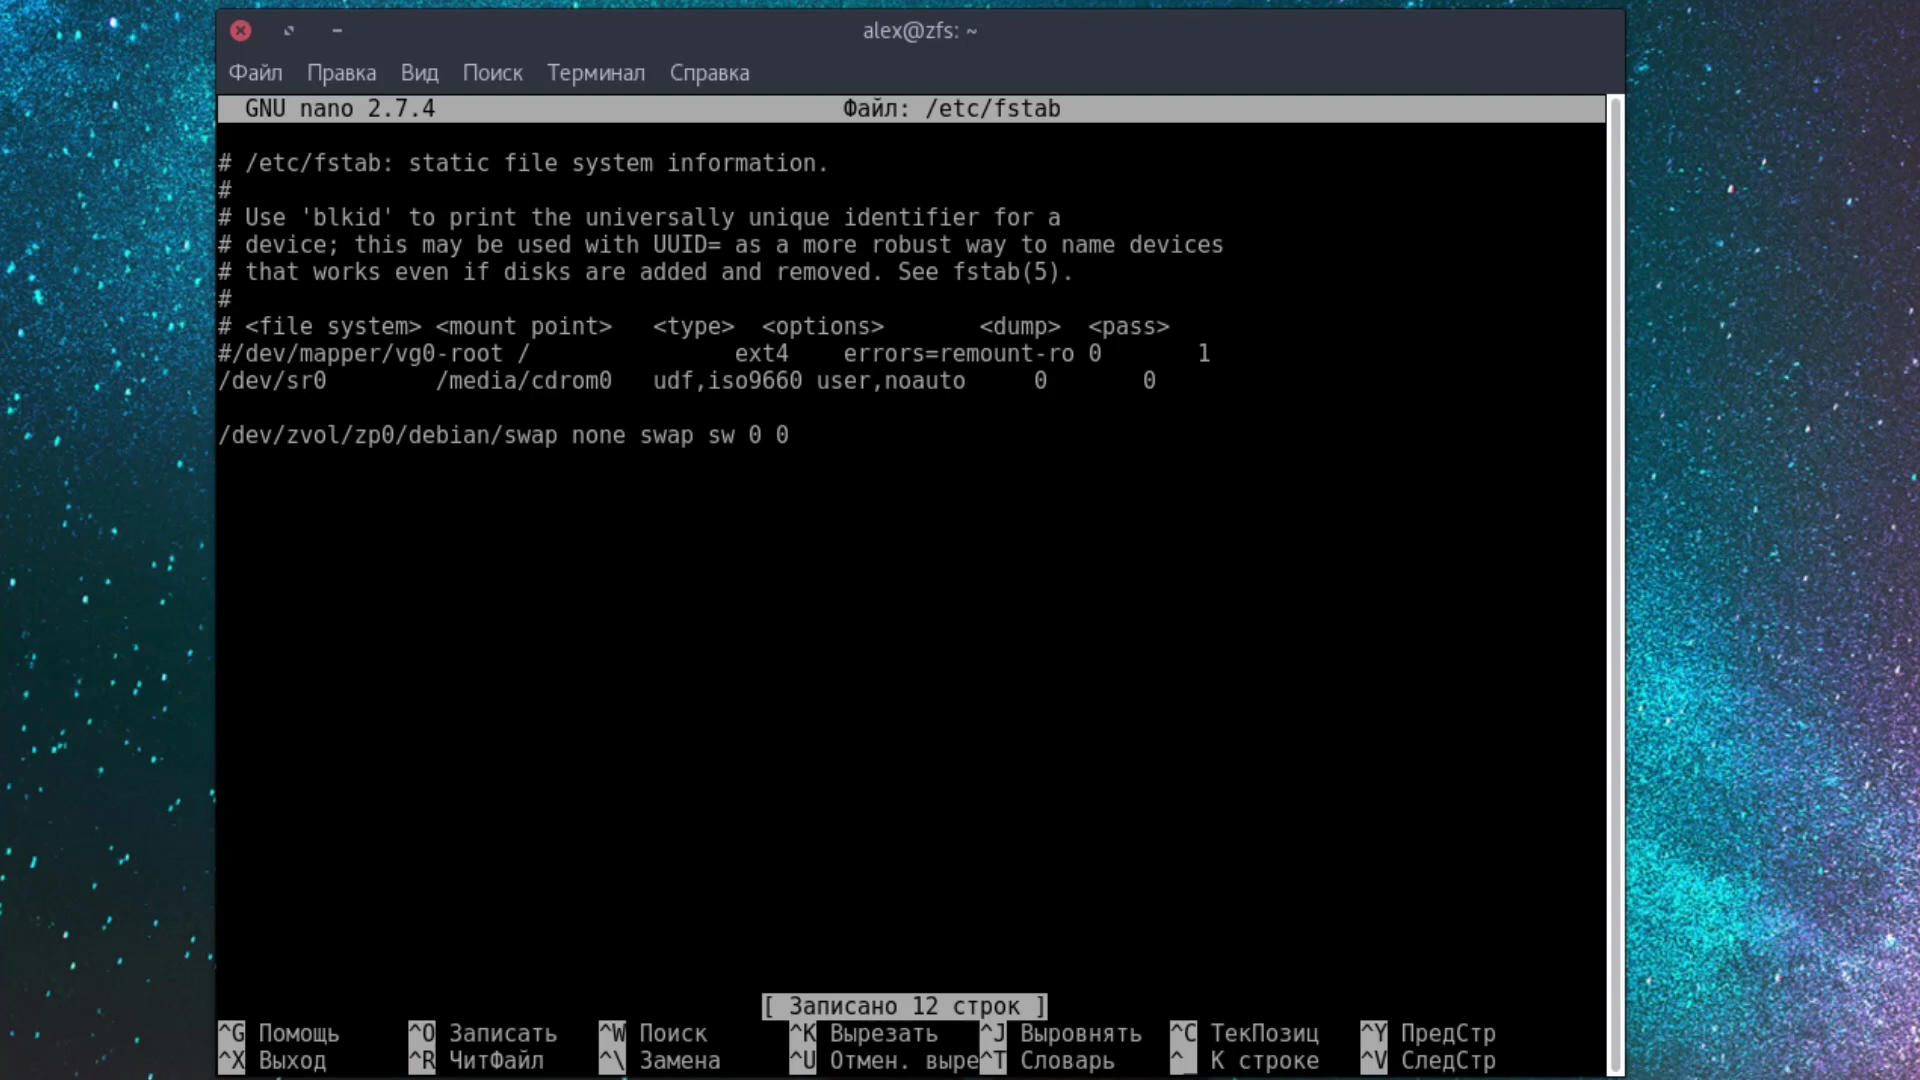 alex@zfs: ~
Файл Правка Вид Поиск Терминал Справка
GNU nano 2.7.4 Файл: /etc/fstab
# /etc/fstab: static file system information.
#
# Use 'blkid' to print the universally unique identifier for a
# device; this may be used with UUID= as a more robust way to name devices
# that works even if disks are added and removed. See fstab(5).
#
# <file system> <mount point>   <type>  <options>       <dump>  <pass>
#/dev/mapper/vg0-root /               ext4    errors=remount-ro 0       1
/dev/sr0        /media/cdrom0   udf,iso9660 user,noauto     0       0
/dev/zvol/zp0/debian/swap none swap sw 0 0
[ Записано 12 строк ]
^G Помощь ^O Записать ^W Поиск ^K Вырезать ^J Выровнять ^C ТекПозиц ^Y ПредСтр
^X Выход ^R ЧитФайл ^\ Замена ^U Отмен. выре^T Словарь ^_ К строке ^V СледСтр